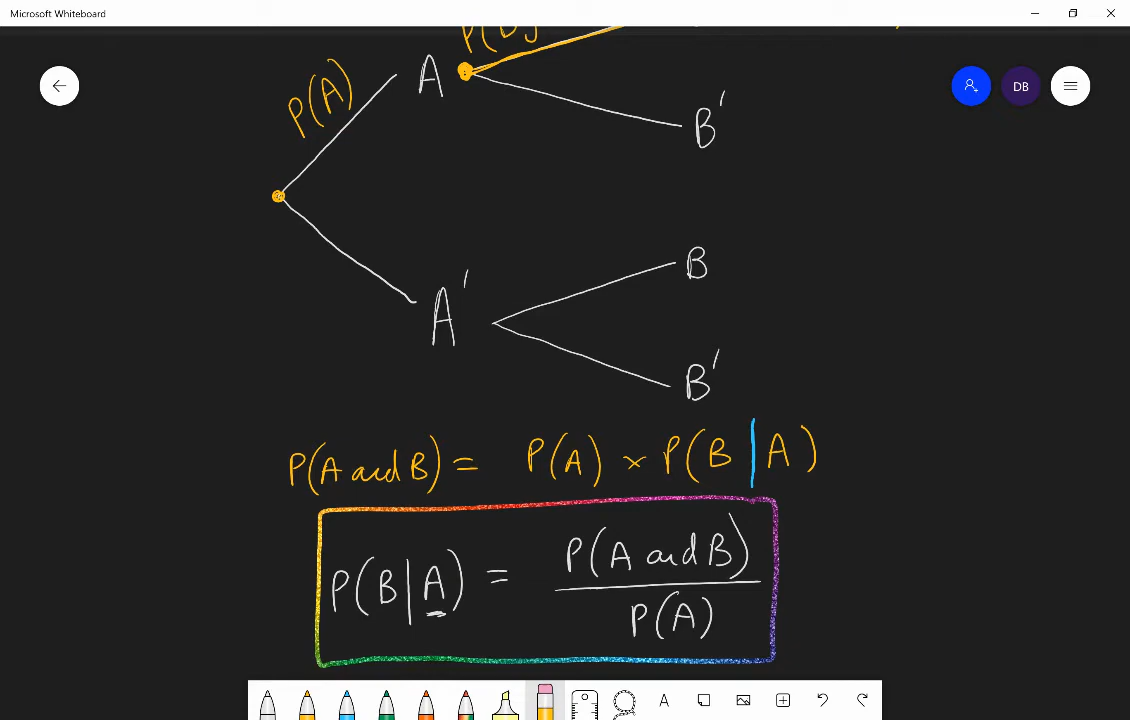 Microsoft Whiteboard
P(A)
A
DB
B'
B
A'
B'
P(A and B) = P(A) × P(B | A)
P(B|A) = P(A and B) / P(A)
A